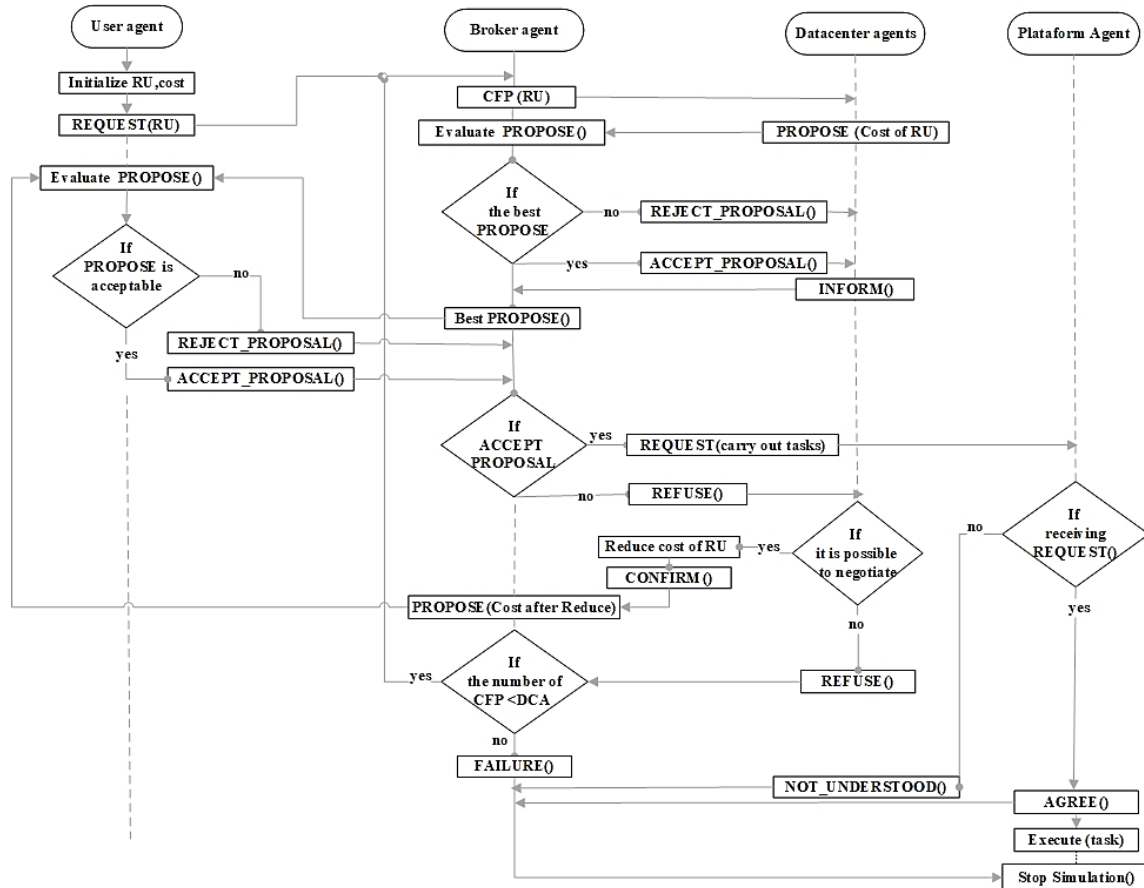 User agent
Broker agent
Datacenter agents
Plataform Agent
Initialize RU,cost
CFP (RU)
REQUEST(RU)
Evaluate PROPOSE()
PROPOSE (Cost of RU)
Evaluate PROPOSE()
If
the best
PROPOSE
no
REJECT_PROPOSAL()
If
PROPOSE is
acceptable
no
yes
ACCEPT_PROPOSAL()
INFORM()
Best PROPOSE()
REJECT_PROPOSAL()
yes
ACCEPT_PROPOSAL()
If
ACCEPT
PROPOSAL
yes
REQUEST(carry out tasks)
no
REFUSE()
If
it is possible
to negotiate
If
receiving
REQUEST()
no
Reduce cost of RU
yes
CONFIRM()
PROPOSE(Cost after Reduce)
yes
no
If
the number of
CFP <DCA
yes
REFUSE()
no
FAILURE()
NOT_UNDERSTOOD()
AGREE()
Execute (task)
Stop Simulation()